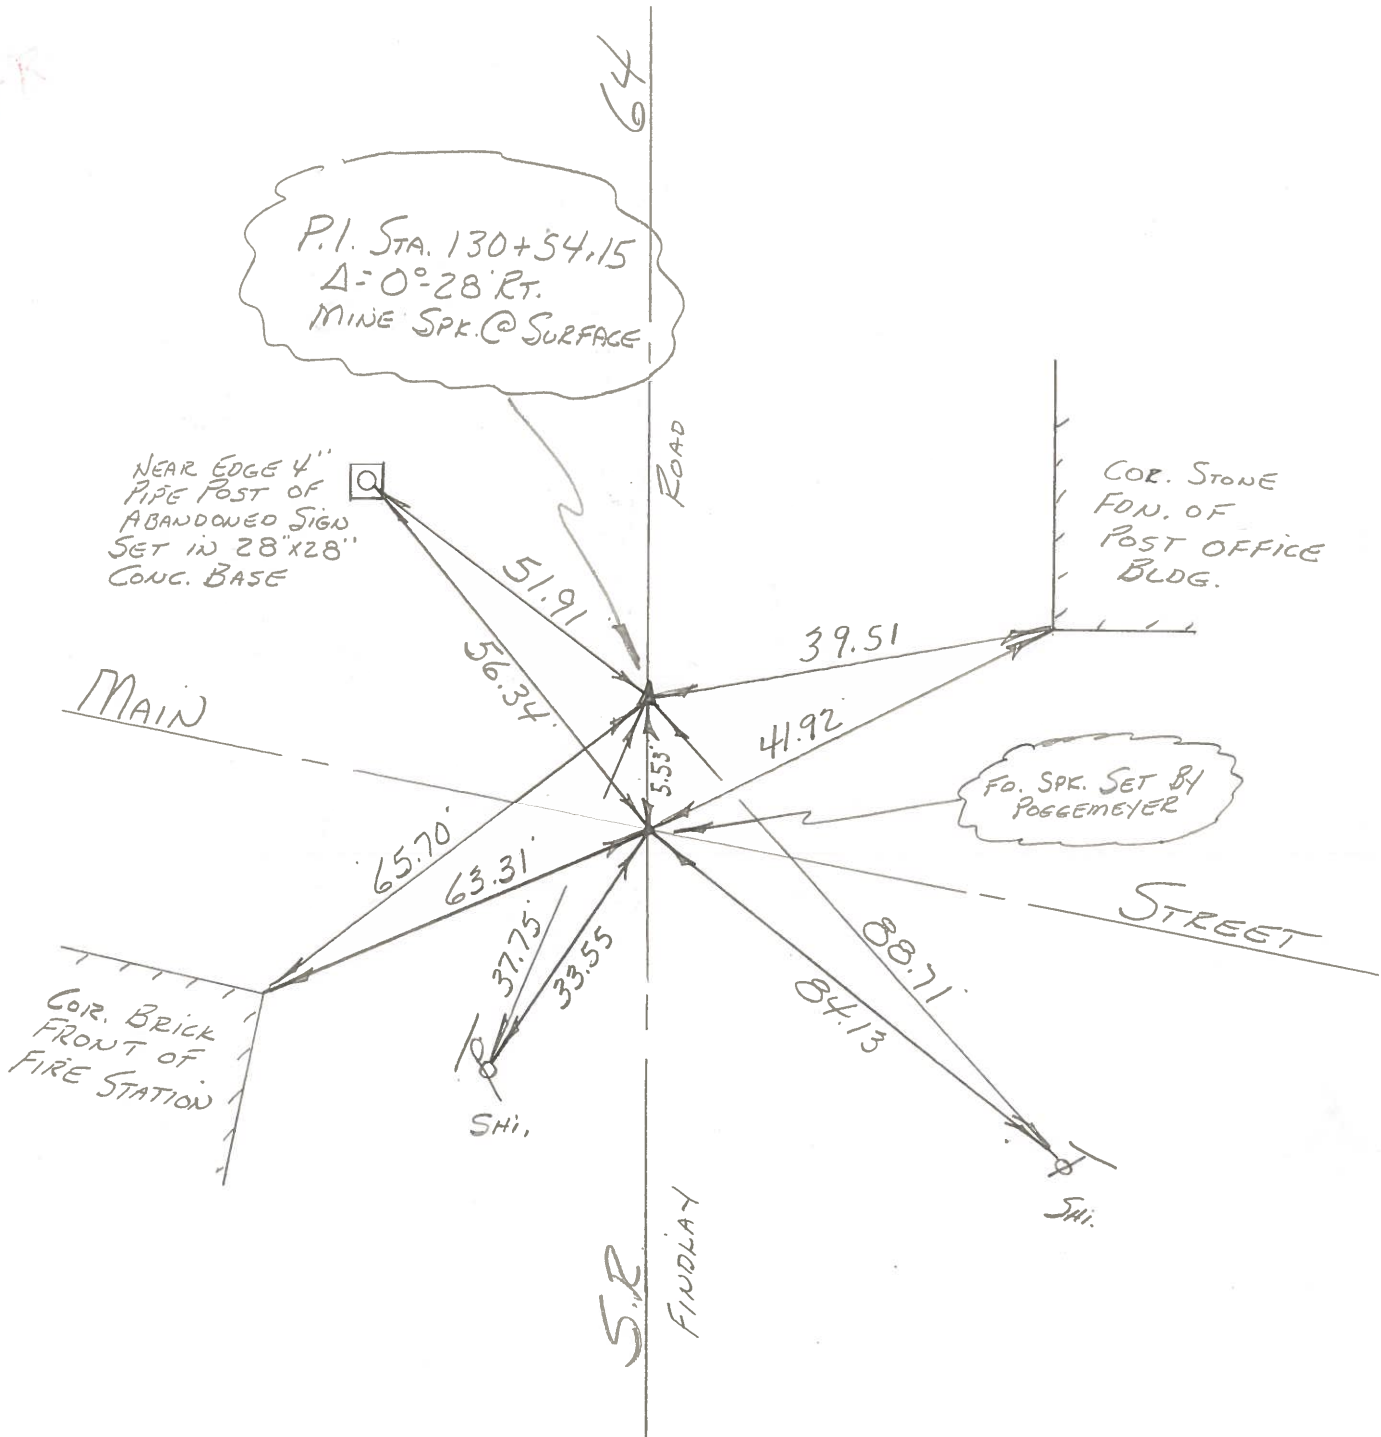 64
P.I. STA. 130+54.15
Δ=0°-28' RT.
MINE SPK. @ SURFACE
ROAD
NEAR EDGE 4"
PIPE POST OF
ABANDONED SIGN
SET IN 28"X28"
CONC. BASE
COR. STONE
FDN. OF
POST OFFICE
BLDG.
51.91
39.51
56.34'
MAIN
41.92'
5.53'
FD. SPK. SET BY
POGGEMEYER
65.70'
63.31'
STREET
37.75'
33.55
88.71'
84.13
COR. BRICK
FRONT OF
FIRE STATION
SHI.
SHI.
S.R
FINDLAY